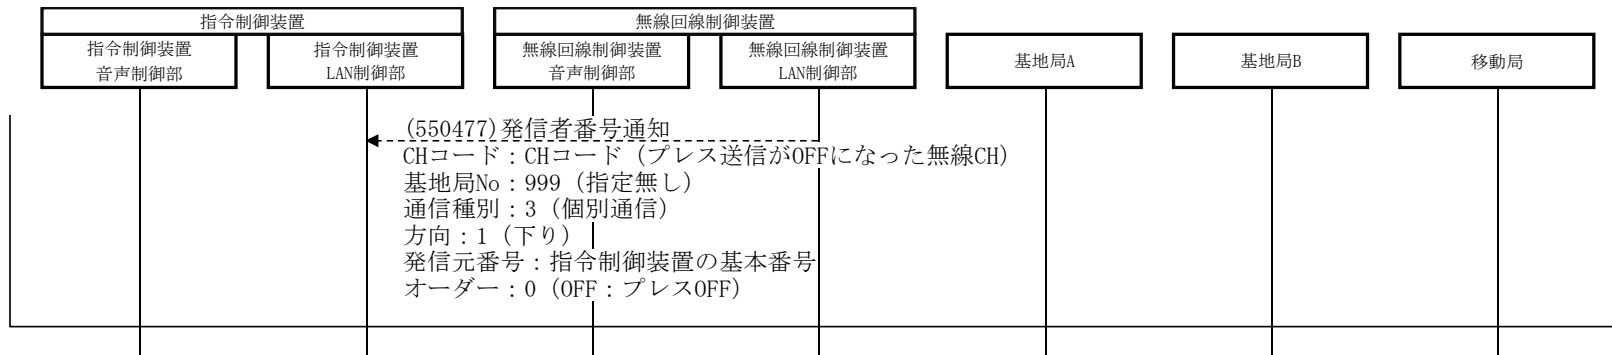 指令制御装置
無線回線制御装置
指令制御装置
音声制御部
指令制御装置
LAN制御部
無線回線制御装置
音声制御部
無線回線制御装置
LAN制御部
基地局A
基地局B
移動局
(550477)発信者番号通知
CHコード：CHコード（プレス送信がOFFになった無線CH）
基地局No：999（指定無し）
通信種別：3（個別通信）
方向：1（下り）
発信元番号：指令制御装置の基本番号
オーダー：0（OFF：プレスOFF）